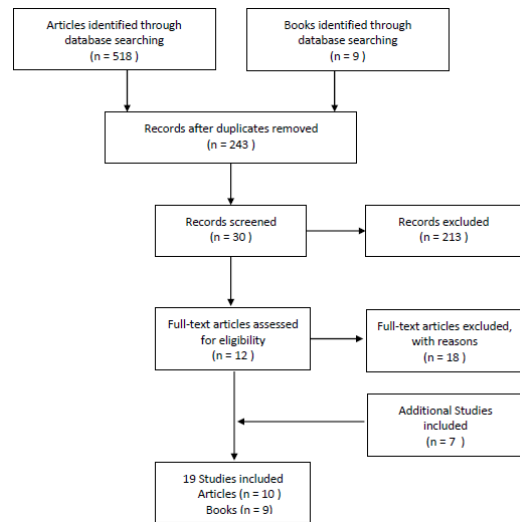 Articles identified through
database searching
(n = 518 )
Books identified through
database searching
(n = 9 )
Records after duplicates removed
(n = 243 )
Records screened
(n = 30 )
Records excluded
(n = 213 )
Full-text articles assessed
for eligibility
(n = 12 )
Full-text articles excluded,
with reasons
(n = 18 )
Additional Studies
included
(n = 7 )
19 Studies included
Articles (n = 10 )
Books (n = 9)